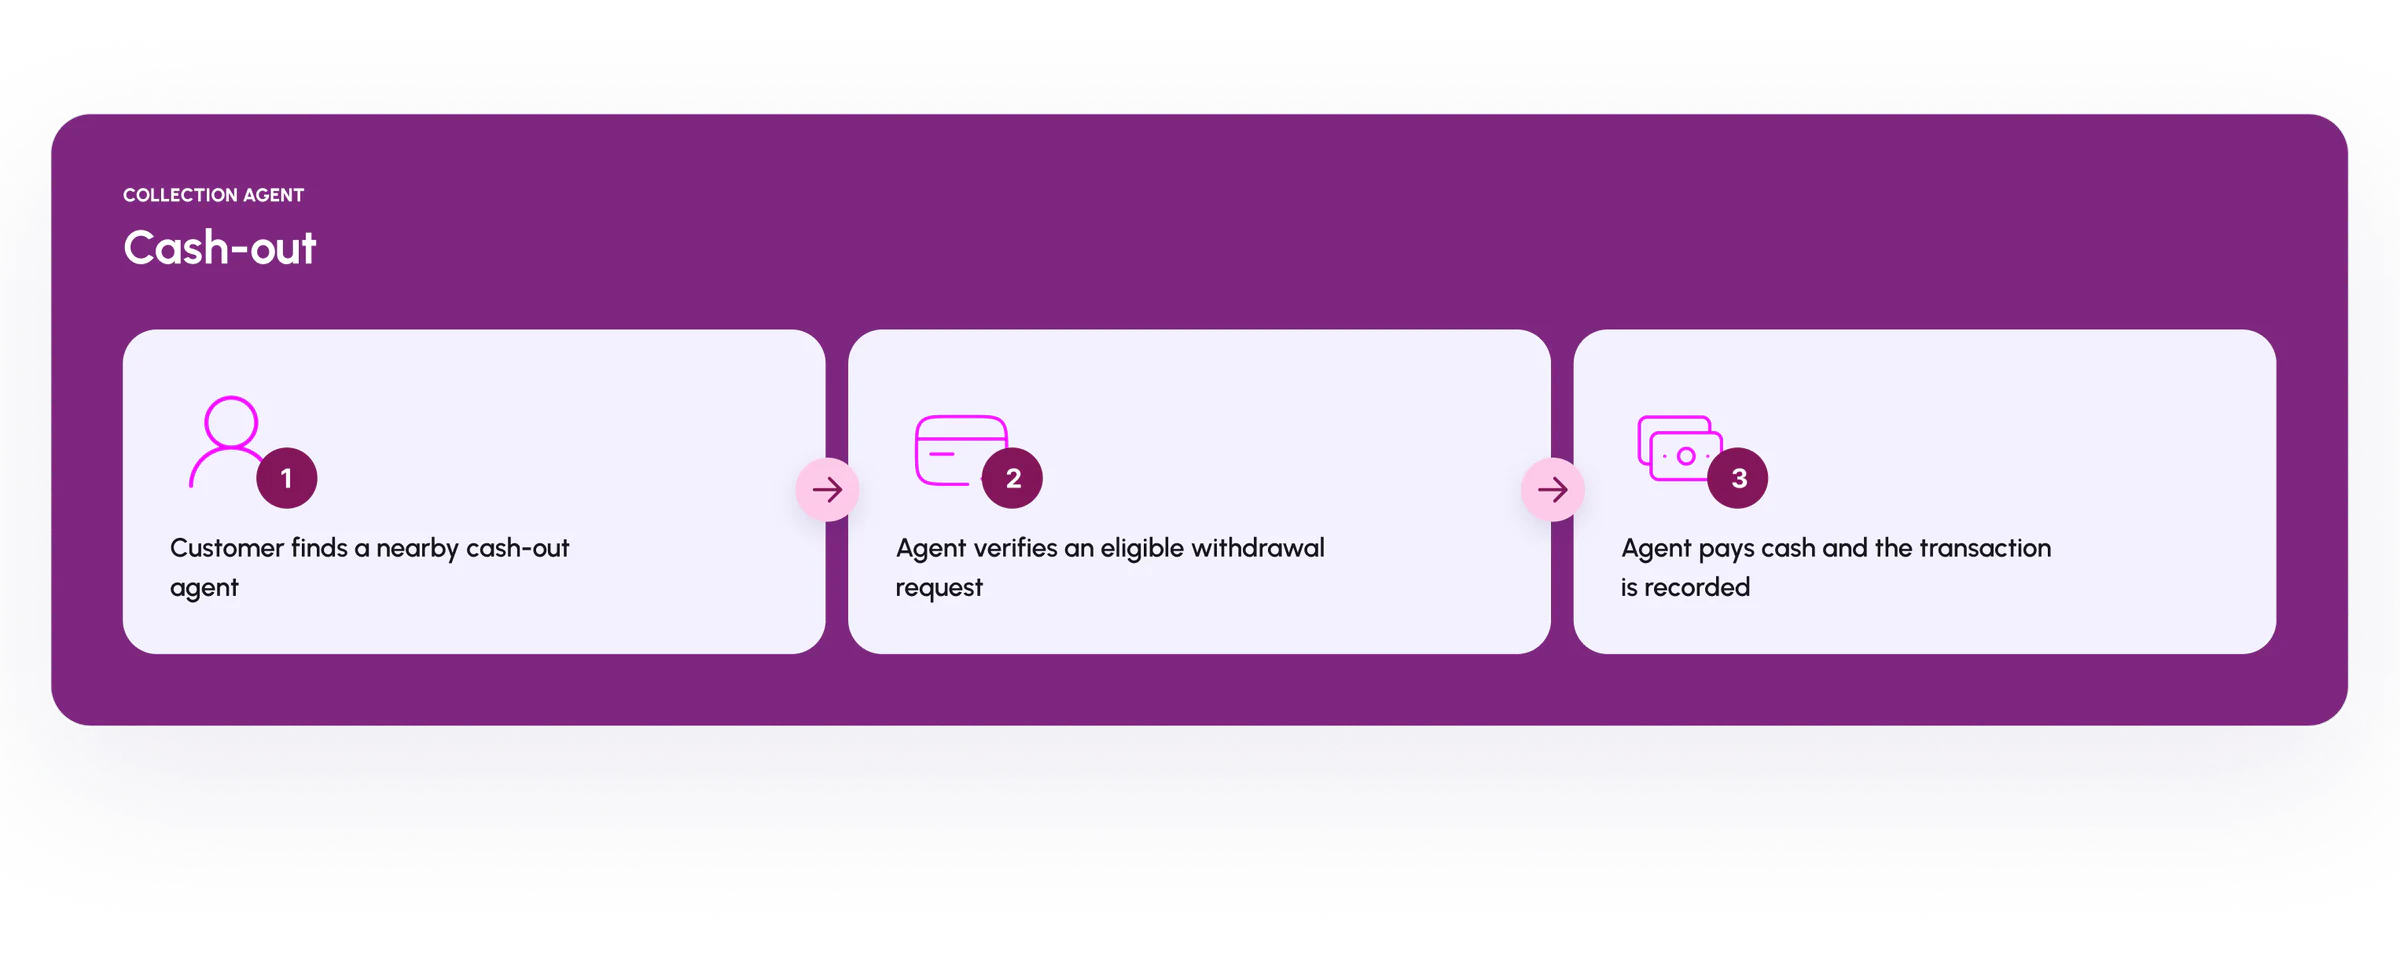 COLLECTION AGENT
Cash-out
1
Customer finds a nearby cash-out
agent
2
Agent verifies an eligible withdrawal
request
3
Agent pays cash and the transaction
is recorded